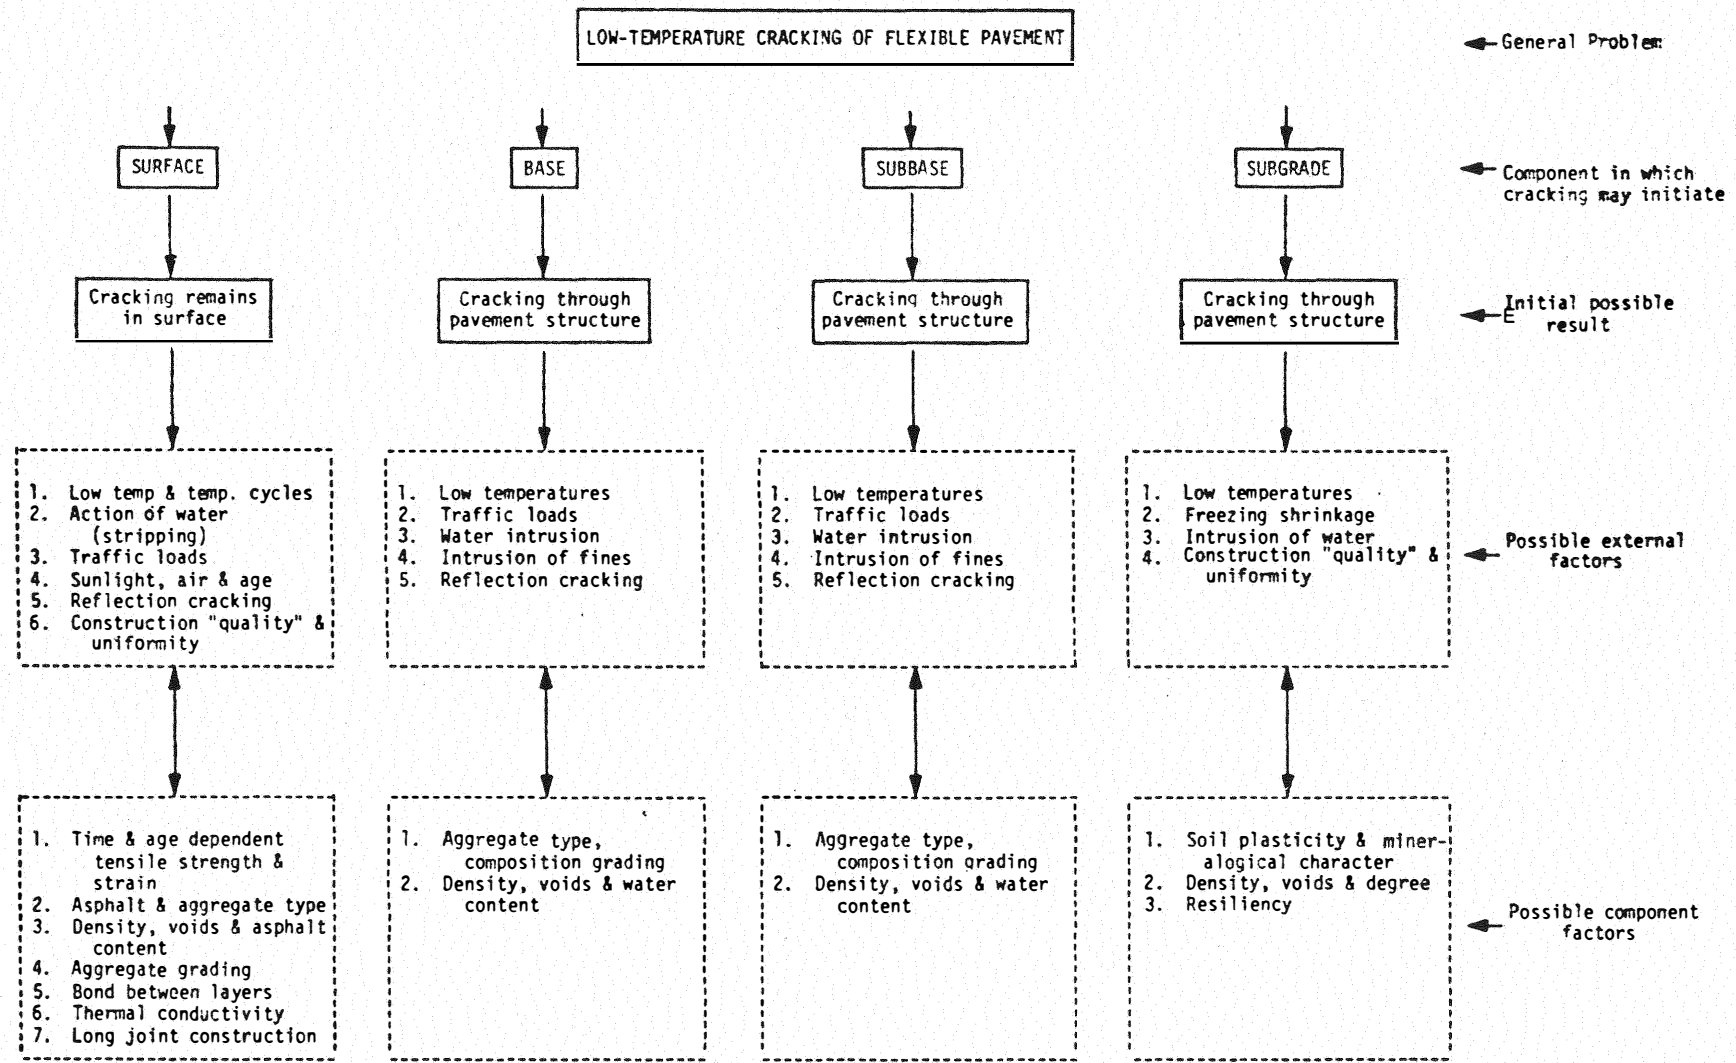 LOW-TEMPERATURE CRACKING OF FLEXIBLE PAVEMENT
General Problem
SURFACE
BASE
SUBBASE
SUBGRADE
Component in which
cracking may initiate
Cracking remains
in surface
Cracking through
pavement structure
Cracking through
pavement structure
Cracking through
pavement structure
Initial possible
E
result
1. Low temp & temp. cycles
2. Action of water
(stripping)
3. Traffic loads
4. Sunlight, air & age
5. Reflection cracking
6. Construction "quality" &
uniformity
1. Low temperatures
2. Traffic loads
3. Water intrusion
4. Intrusion of fines
5. Reflection cracking
1. Low temperatures
2. Traffic loads
3. Water intrusion
4. Intrusion of fines
5. Reflection cracking
1. Low temperatures
2. Freezing shrinkage
3. Intrusion of water
4. Construction "quality" &
uniformity
Possible external
factors
1. Time & age dependent
tensile strength &
strain
2. Asphalt & aggregate type
3. Density, voids & asphalt
content
4. Aggregate grading
5. Bond between layers
6. Thermal conductivity
7. Long joint construction
1. Aggregate type,
composition grading
2. Density, voids & water
content
1. Aggregate type,
composition grading
2. Density, voids & water
content
1. Soil plasticity & miner-
alogical character
2. Density, voids & degree
3. Resiliency
Possible component
factors